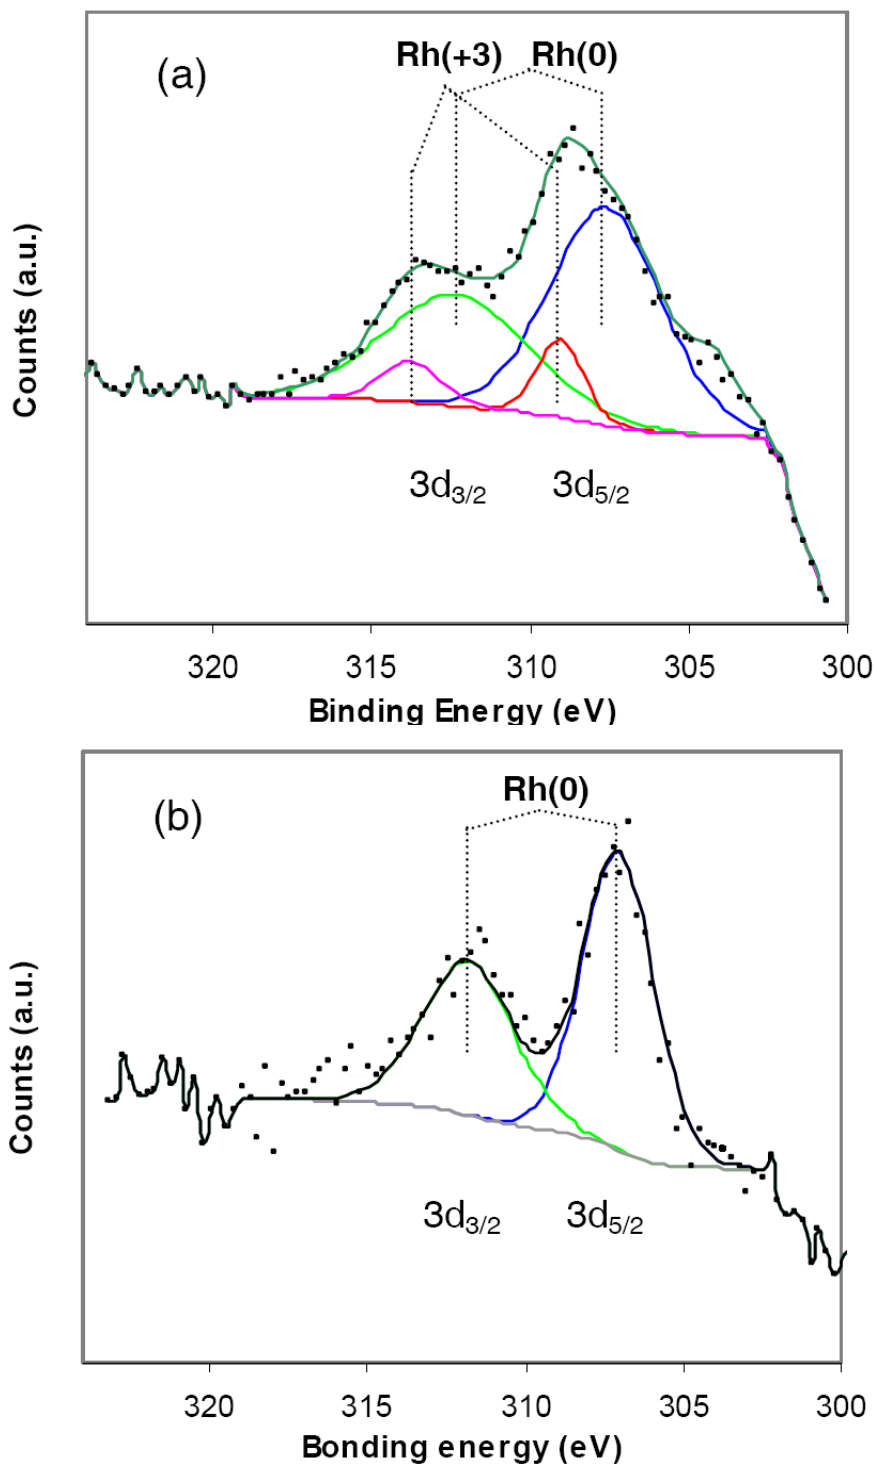 (a)
Rh(+3) Rh(0)
Counts (a.u.)
3d3/2 3d5/2
320 315 310 305 300
Binding Energy (eV)
(b)
Rh(0)
Counts (a.u.)
3d3/2 3d5/2
320 315 310 305 300
Bonding energy (eV)